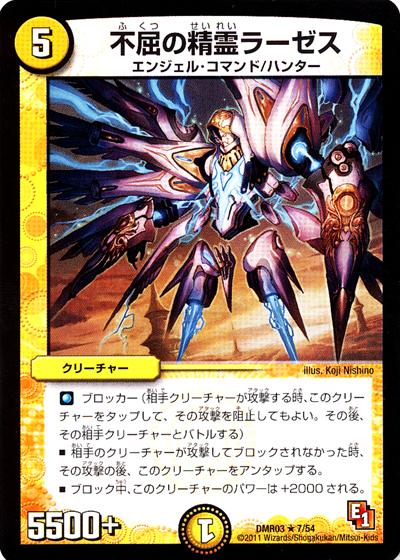 5
不屈の精霊ラーゼス
ふくつ せいれい
エンジェル・コマンド/ハンター
クリーチャー
illus. Koji Nishino
ブロッカー(相手クリーチャーが攻撃する時、このクリ
ーチャーをタップして、その攻撃を阻止してもよい。その後、
その相手クリーチャーとバトルする)
■ 相手のクリーチャーが攻撃してブロックされなかった時、
その攻撃の後、このクリーチャーをアンタップする。
■ ブロック中、このクリーチャーのパワーは+2000される。
5500+
1
DMR03 ★ 7/54
©2011 Wizards/Shogakukan/Mitsui-Kids
E1